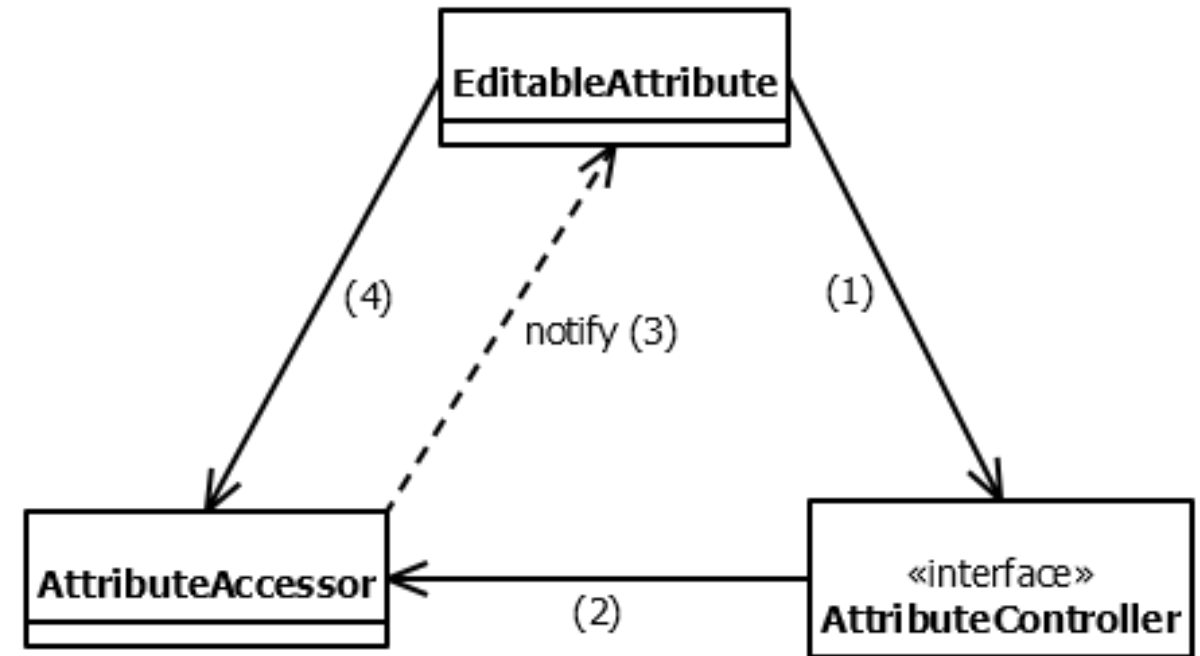 EditableAttribute
(4)
(1)
notify (3)
AttributeAccessor
«interface»
AttributeController
(2)